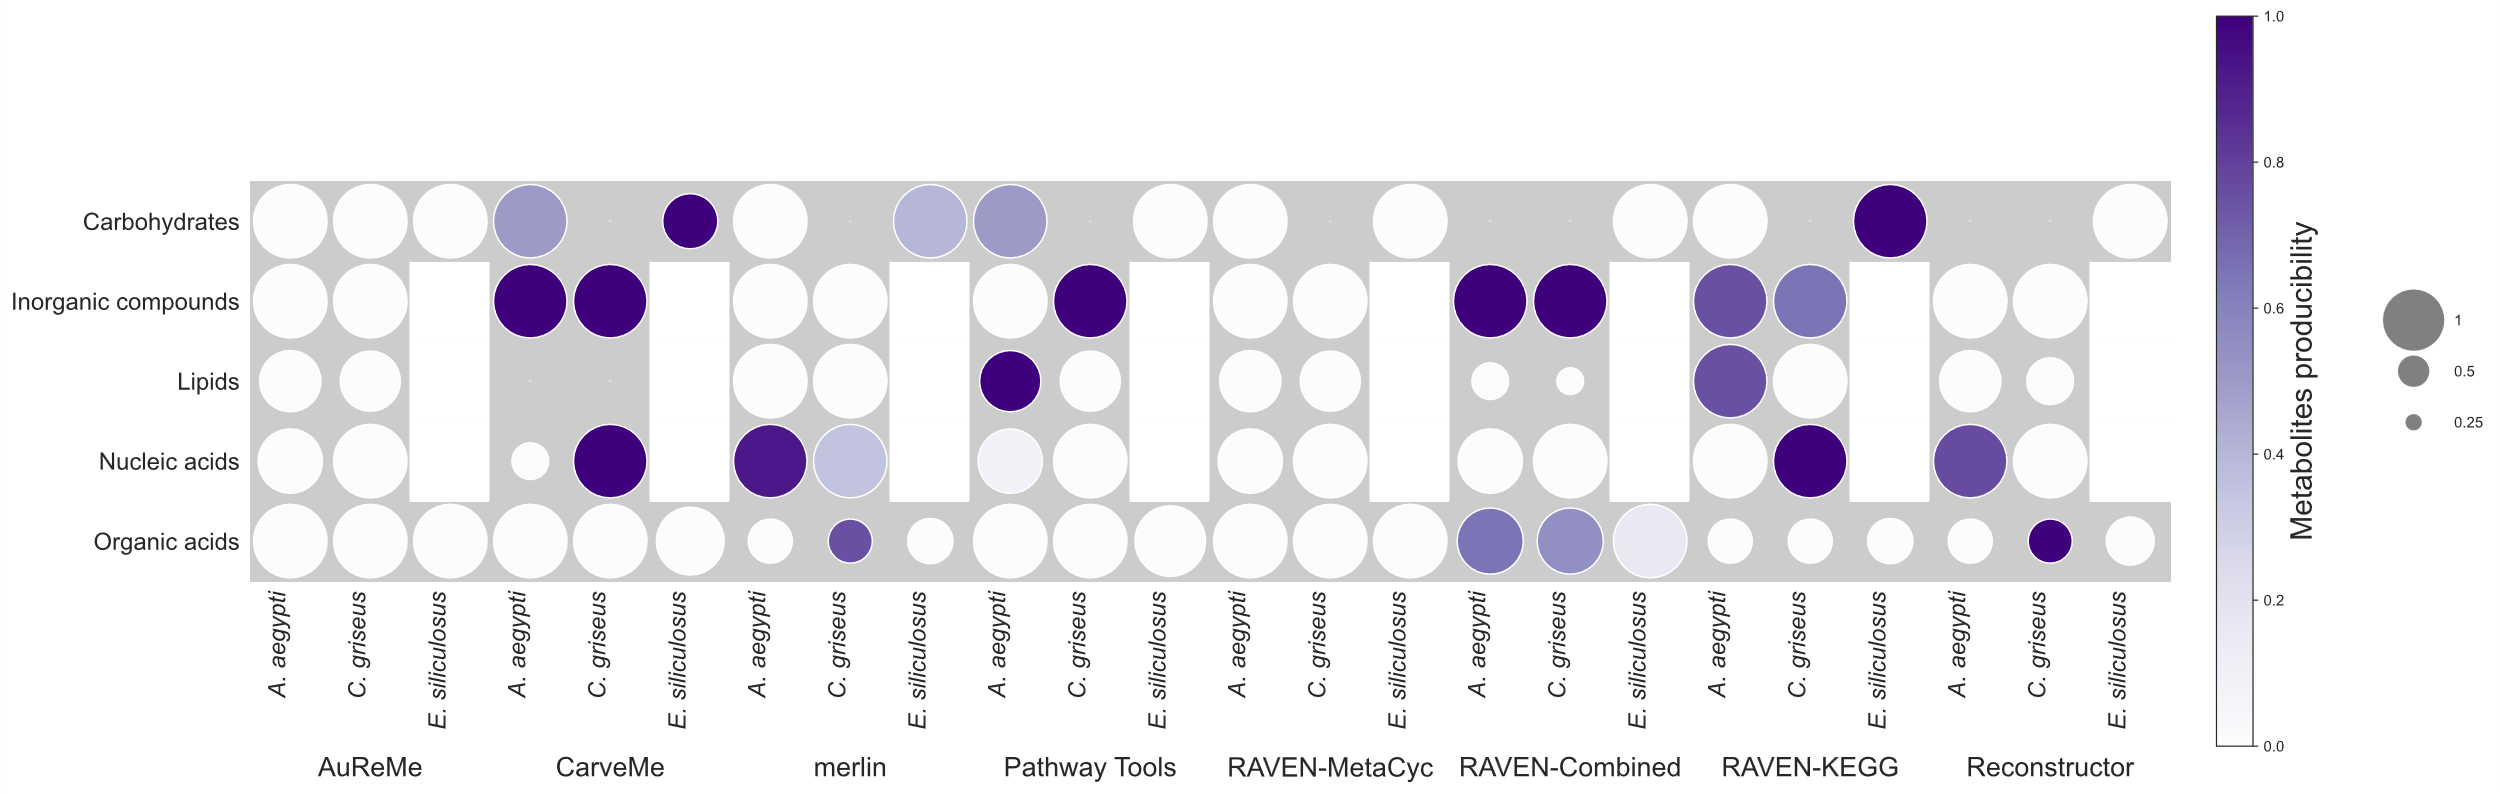 Carbohydrates
Inorganic compounds
Lipids
Nucleic acids
Organic acids
A. aegypti
C. griseus
E. siliculosus
A. aegypti
C. griseus
E. siliculosus
A. aegypti
C. griseus
E. siliculosus
A. aegypti
C. griseus
E. siliculosus
A. aegypti
C. griseus
E. siliculosus
A. aegypti
C. griseus
E. siliculosus
A. aegypti
C. griseus
E. siliculosus
A. aegypti
C. griseus
E. siliculosus
AuReMe
CarveMe
merlin
Pathway Tools
RAVEN-MetaCyc
RAVEN-Combined
RAVEN-KEGG
Reconstructor
1.0
0.8
0.6
0.4
0.2
0.0
Metabolites producibility
1
0.5
0.25